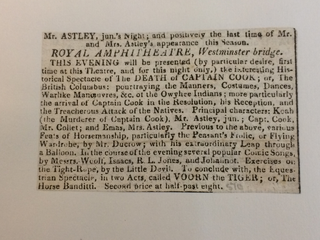 Mr. ASTLEY, jun.'s Night; and positively the last time of Mr.
and Mrs. Astley's appearance this Season.
ROYAL AMPHITHEATRE, Westminster bridge.
THIS EVENING will be presented (by particular desire, first
time at this Theatre, and for this night only,) the interesting His-
torical Spectacle of The DEATH of CAPTAIN COOK; or, The
British Columbus: pourtraying the Manners, Costumes, Dances,
Warlike Manœuvres, &c. of the Owyhee Indians; more particularly
the arrival of Captain Cook in the Resolution, his Reception, and
the Treacherous Attack of the Natives. Principal characters: Koah
(the Murderer of Captain Cook), Mr. Astley, jun.; Capt. Cook,
Mr. Collet; and Emai, Mrs. Astley. Previous to the above, various
Feats of Horsemanship, particularly the Peasant's Frolic, or Flying
Wardrobe, by Mr. Ducrow; with his extraordinary Leap through
a Balloon. In the course of the evening several popular Comic Songs,
by Messrs. Woolf, Isaacs, R. L. Jones, and Johannot. Exercises on
the Tight-Rope, by the Little Devil. To conclude with, the Eques-
trian Spectacle, in two Acts, called VOORN the TIGER; or, The
Horse Banditti. Second price at half-past eight.